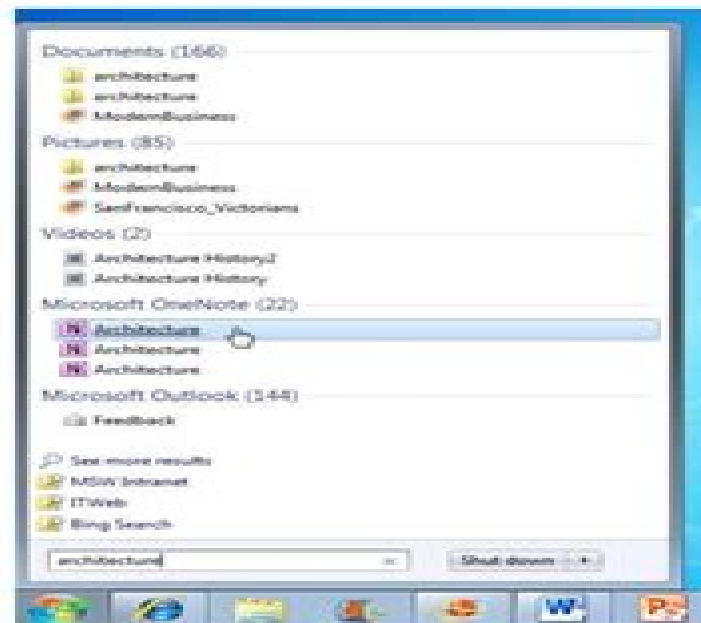 Documents (166)
architecture
architecture
ModernBusiness
Pictures (85)
architecture
ModernBusiness
SanFrancisco_Victorians
Videos (2)
Architecture History2
Architecture History
Microsoft OneNote (22)
Architecture
Architecture
Architecture
Microsoft Outlook (144)
Feedback
See more results
MSW Intranet
ITWeb
Bing Search
architecture
Shut down